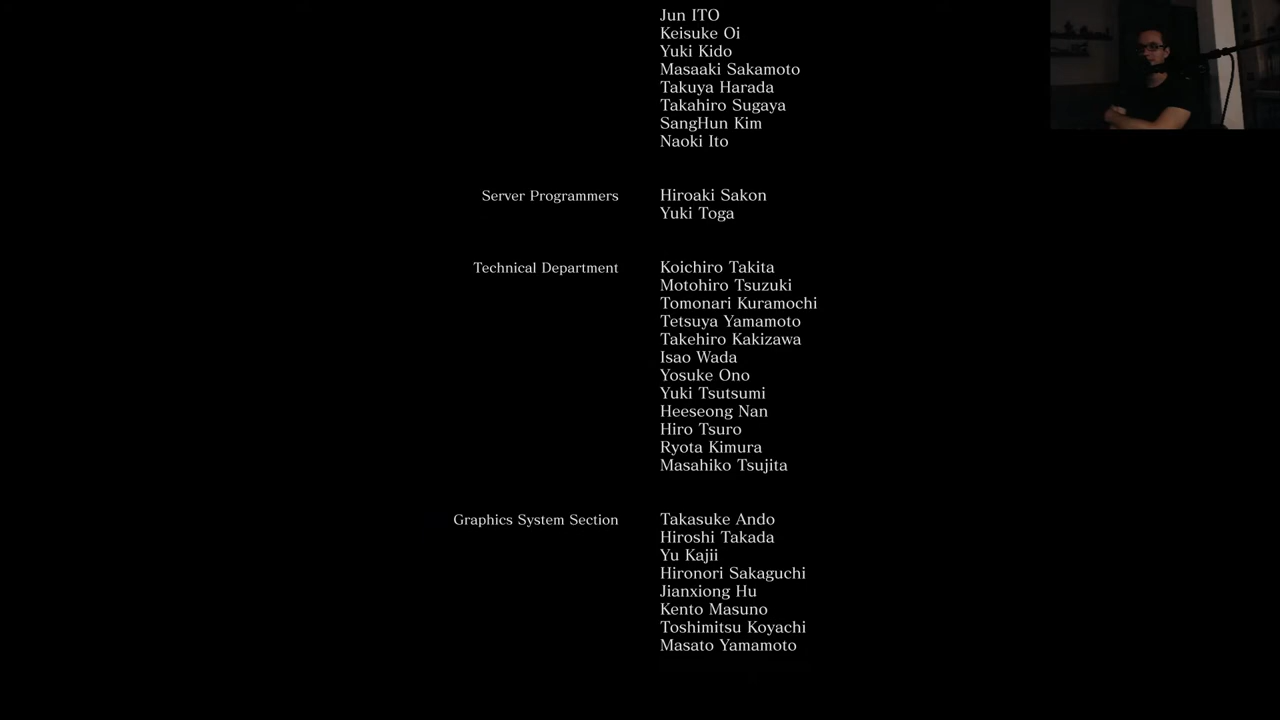 Jun ITO
Keisuke Oi
Yuki Kido
Masaaki Sakamoto
Takuya Harada
Takahiro Sugaya
SangHun Kim
Naoki Ito
Server Programmers Hiroaki Sakon
Yuki Toga
Technical Department Koichiro Takita
Motohiro Tsuzuki
Tomonari Kuramochi
Tetsuya Yamamoto
Takehiro Kakizawa
Isao Wada
Yosuke Ono
Yuki Tsutsumi
Heeseong Nan
Hiro Tsuro
Ryota Kimura
Masahiko Tsujita
Graphics System Section Takasuke Ando
Hiroshi Takada
Yu Kajii
Hironori Sakaguchi
Jianxiong Hu
Kento Masuno
Toshimitsu Koyachi
Masato Yamamoto